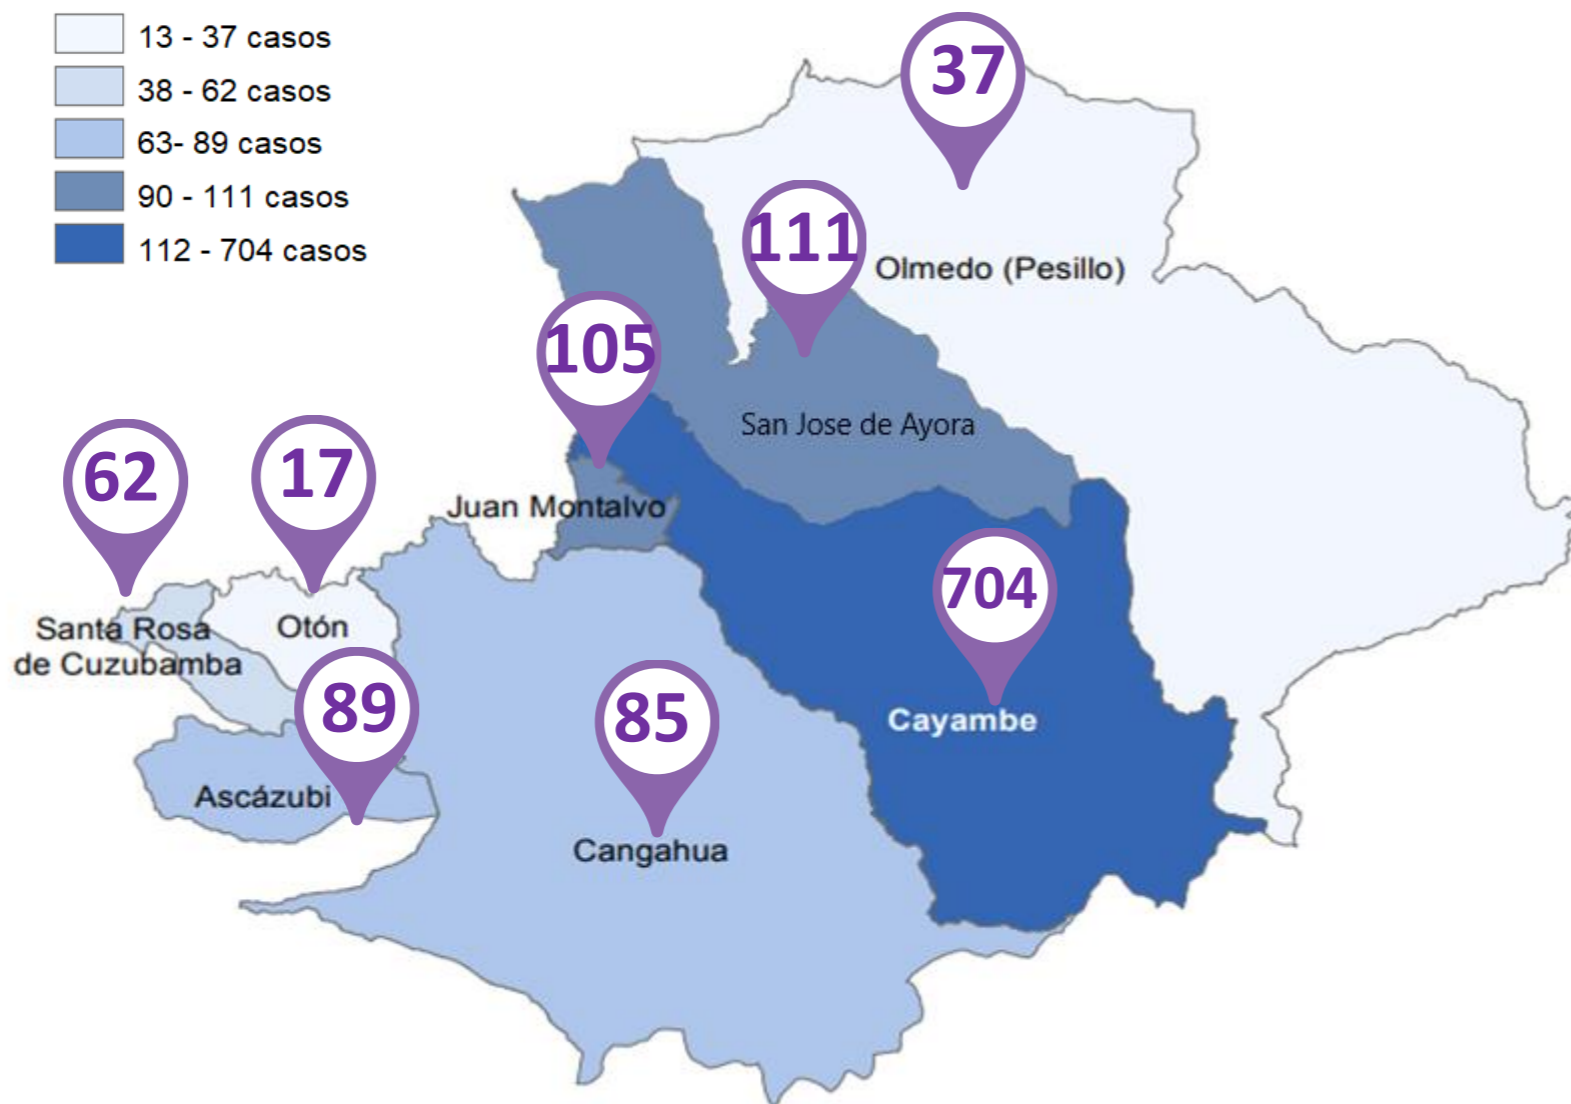 13 - 37 casos
38 - 62 casos
63- 89 casos
90 - 111 casos
112 - 704 casos
37
111
Olmedo (Pesillo)
105
San Jose de Ayora
62
17
Juan Montalvo
704
Santa Rosa
de Cuzubamba
Otón
89
85
Cayambe
Ascázubi
Cangahua